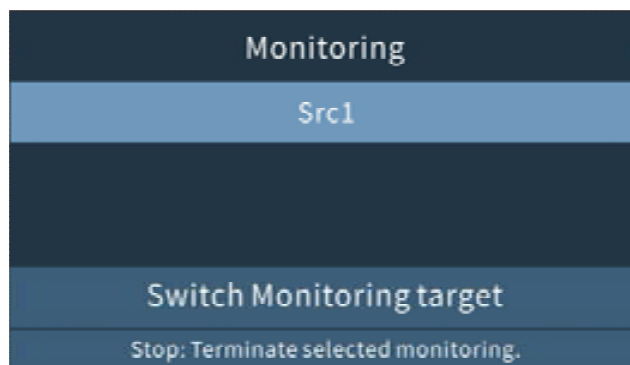 Monitoring
Src1
Switch Monitoring target
Stop: Terminate selected monitoring.